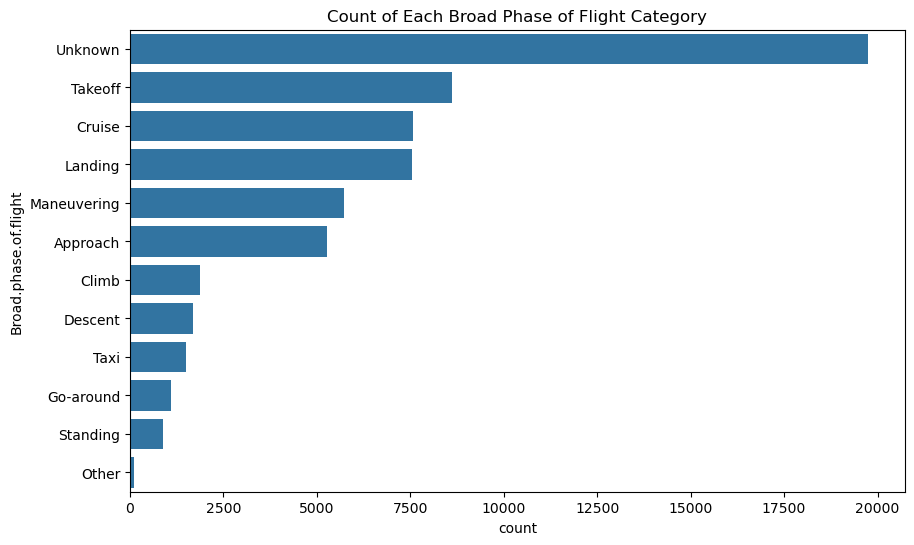 Count of Each Broad Phase of Flight Category
Broad.phase.of.flight
Unknown
Takeoff
Cruise
Landing
Maneuvering
Approach
Climb
Descent
Taxi
Go-around
Standing
Other
0 2500 5000 7500 10000 12500 15000 17500 20000
count